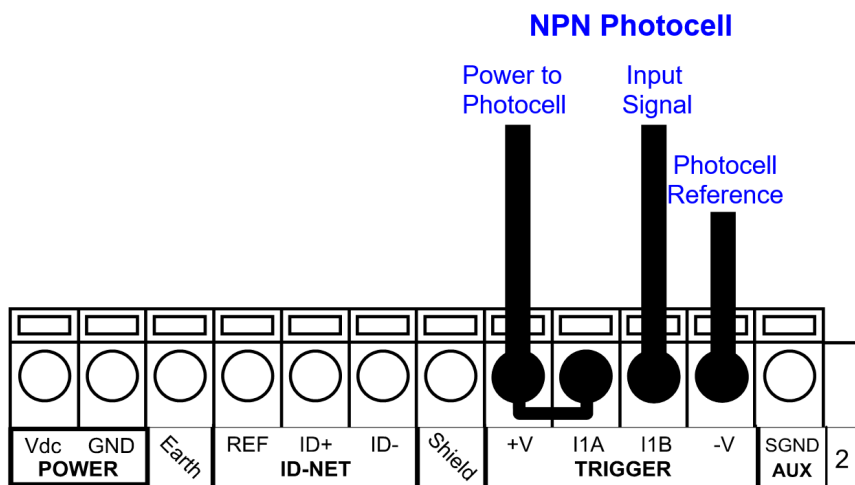 NPN Photocell
Power to
Photocell
Input
Signal
Photocell
Reference
Vdc GND
POWER
Earth
REF ID+ ID-
ID-NET
Shield
+V I1A I1B -V
TRIGGER
SGND
AUX
2